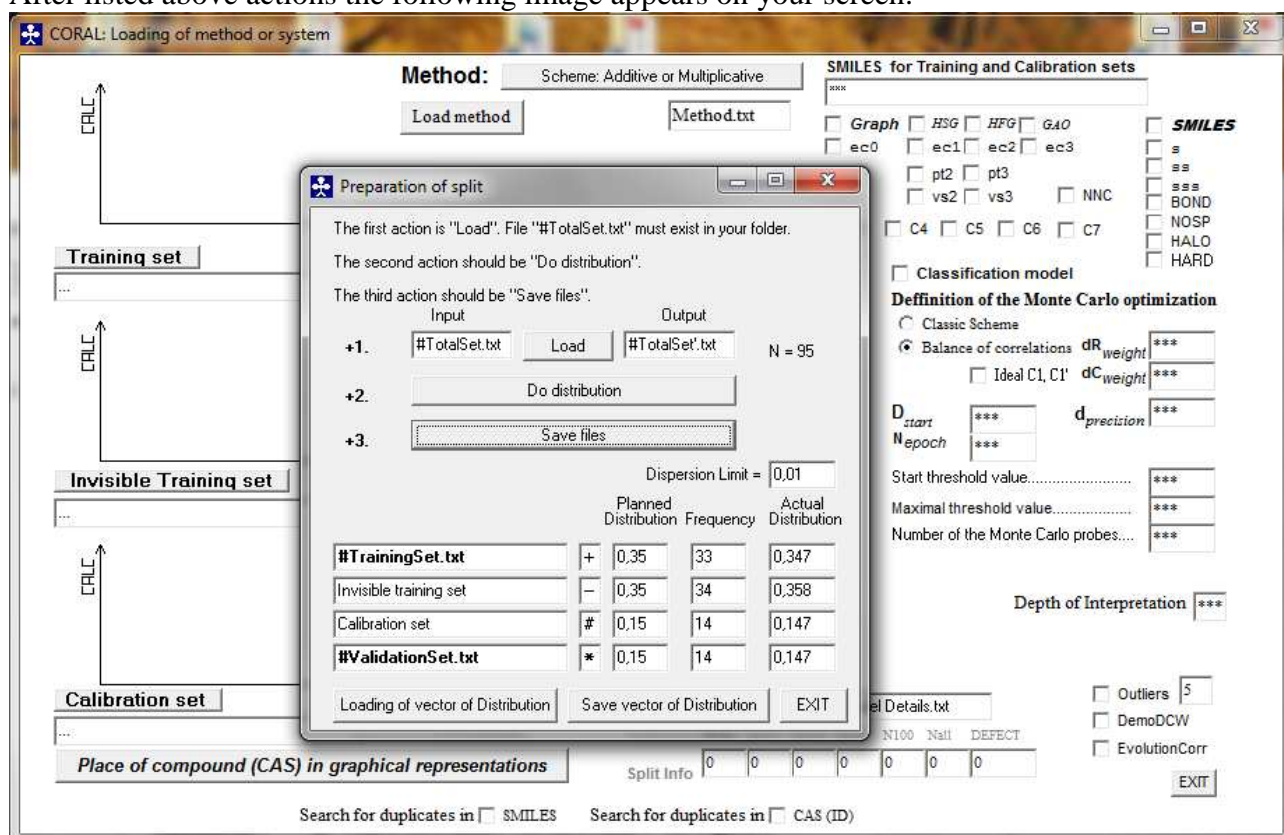 After listed above actions the following image appears on your screen:
CORAL: Loading of method or system
Method:
Scheme: Additive or Multiplicative
Load method
Method.txt
SMILES for Training and Calibration sets
***
Graph HSG HFG GAO SMILES
ec0 ec1 ec2 ec3 s
pt2 pt3 ss
sss
vs2 vs3 NNC BOND
C4 C5 C6 C7 NOSP
HALO
HARD
Classification model
CALC
Training set
...
CALC
Invisible Training set
...
CALC
Calibration set
...
Place of compound (CAS) in graphical representations
Preparation of split
The first action is "Load". File "#TotalSet.txt" must exist in your folder.
The second action should be "Do distribution".
The third action should be "Save files".
Input Output
+1. #TotalSet.txt Load #TotalSet'.txt N = 95
+2. Do distribution
+3. Save files
Dispersion Limit = 0,01
Planned Distribution Frequency Actual Distribution
#TrainingSet.txt + 0,35 33 0,347
Invisible training set – 0,35 34 0,358
Calibration set # 0,15 14 0,147
#ValidationSet.txt * 0,15 14 0,147
Loading of vector of Distribution Save vector of Distribution EXIT
Deffinition of the Monte Carlo optimization
Classic Scheme
Balance of correlations dRweight ***
Ideal C1, C1' dCweight ***
Dstart *** dprecision ***
Nepoch ***
Start threshold value........................ ***
Maximal threshold value................... ***
Number of the Monte Carlo probes.... ***
Depth of Interpretation ***
el Details.txt
Outliers 5
DemoDCW
EvolutionCorr
N100 Nall DEFECT
Split Info 0 0 0 0 0 0 0
EXIT
Search for duplicates in SMILES Search for duplicates in CAS (ID)